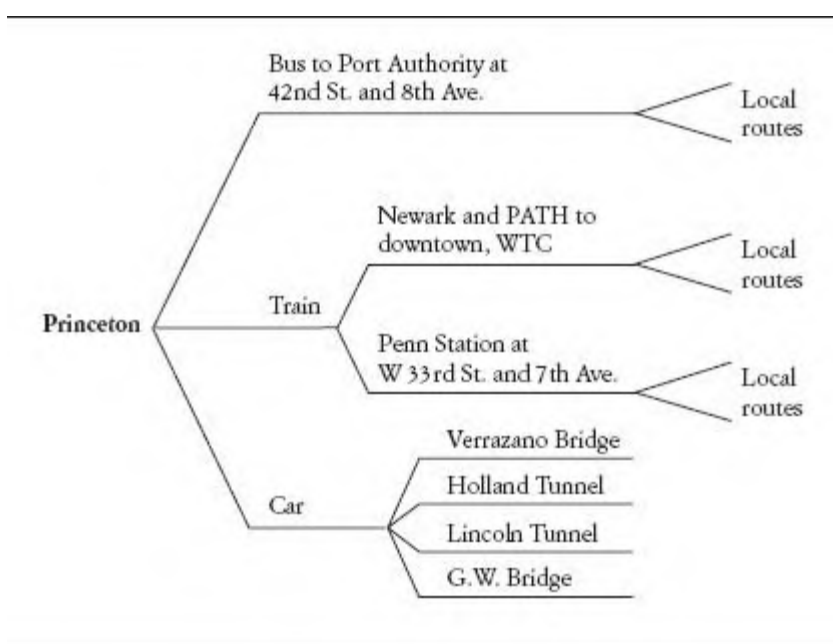 Bus to Port Authority at
42nd St. and 8th Ave.
Local
routes
Newark and PATH to
downtown, WTC
Local
routes
Train
Princeton
Penn Station at
W 33rd St. and 7th Ave.
Local
routes
Verrazano Bridge
Holland Tunnel
Car
Lincoln Tunnel
G.W. Bridge